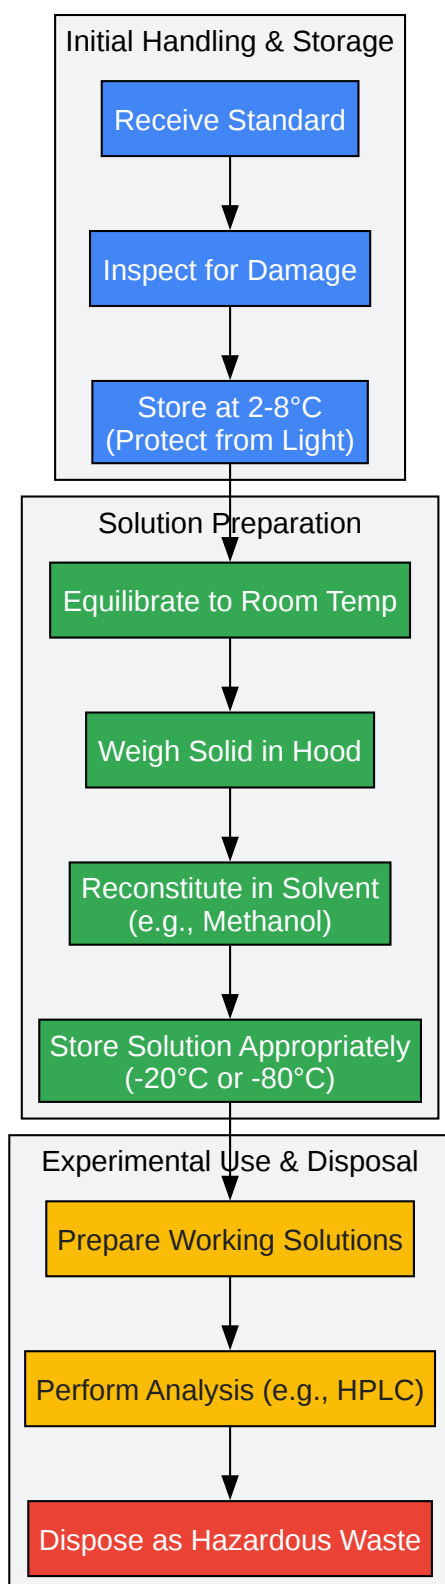 Initial Handling & Storage
Receive Standard
Inspect for Damage
Store at 2-8°C
(Protect from Light)
Solution Preparation
Equilibrate to Room Temp
Weigh Solid in Hood
Reconstitute in Solvent
(e.g., Methanol)
Store Solution Appropriately
(-20°C or -80°C)
Experimental Use & Disposal
Prepare Working Solutions
Perform Analysis (e.g., HPLC)
Dispose as Hazardous Waste